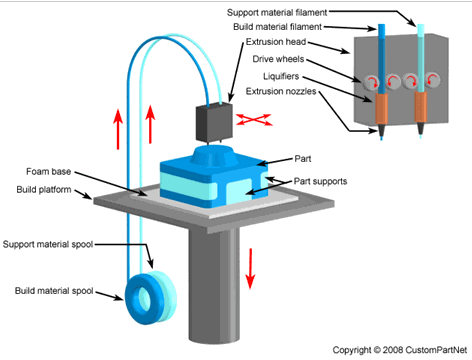 Support material filament
Build material filament
Extrusion head
Drive wheels
Liquifiers
Extrusion nozzles
Part
Foam base
Build platform
Part supports
Support material spool
Build material spool
Copyright © 2008 CustomPartNet